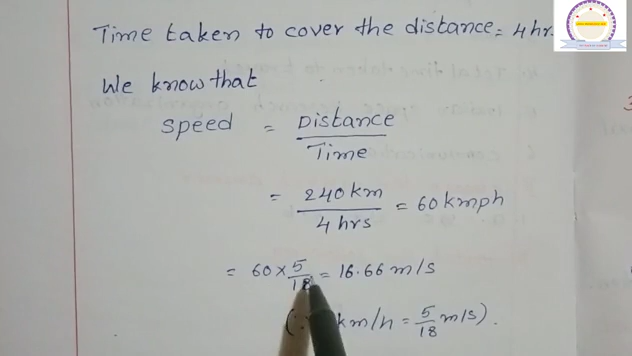 Time taken to cover the distance = 4 hr.
We know that
Speed = Distance / Time
= 240 km / 4 hrs = 60 kmph
= 60 × 5/18 = 16.66 m/s
(∵ km/h = 5/18 m/s).